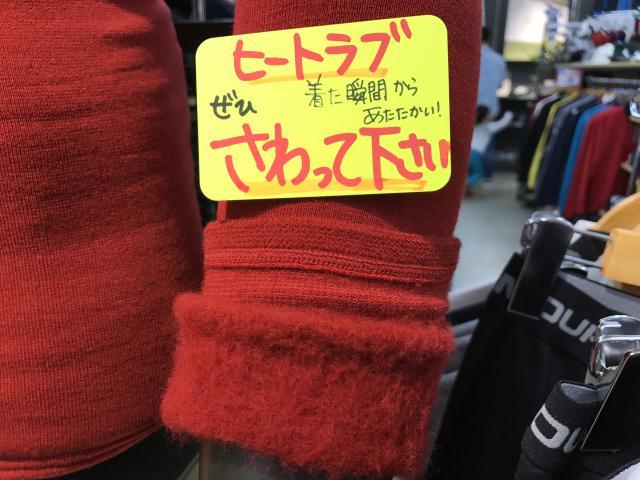 ヒートラブ
着た瞬間から
ぜひ
あたたかい!
さわって下さい